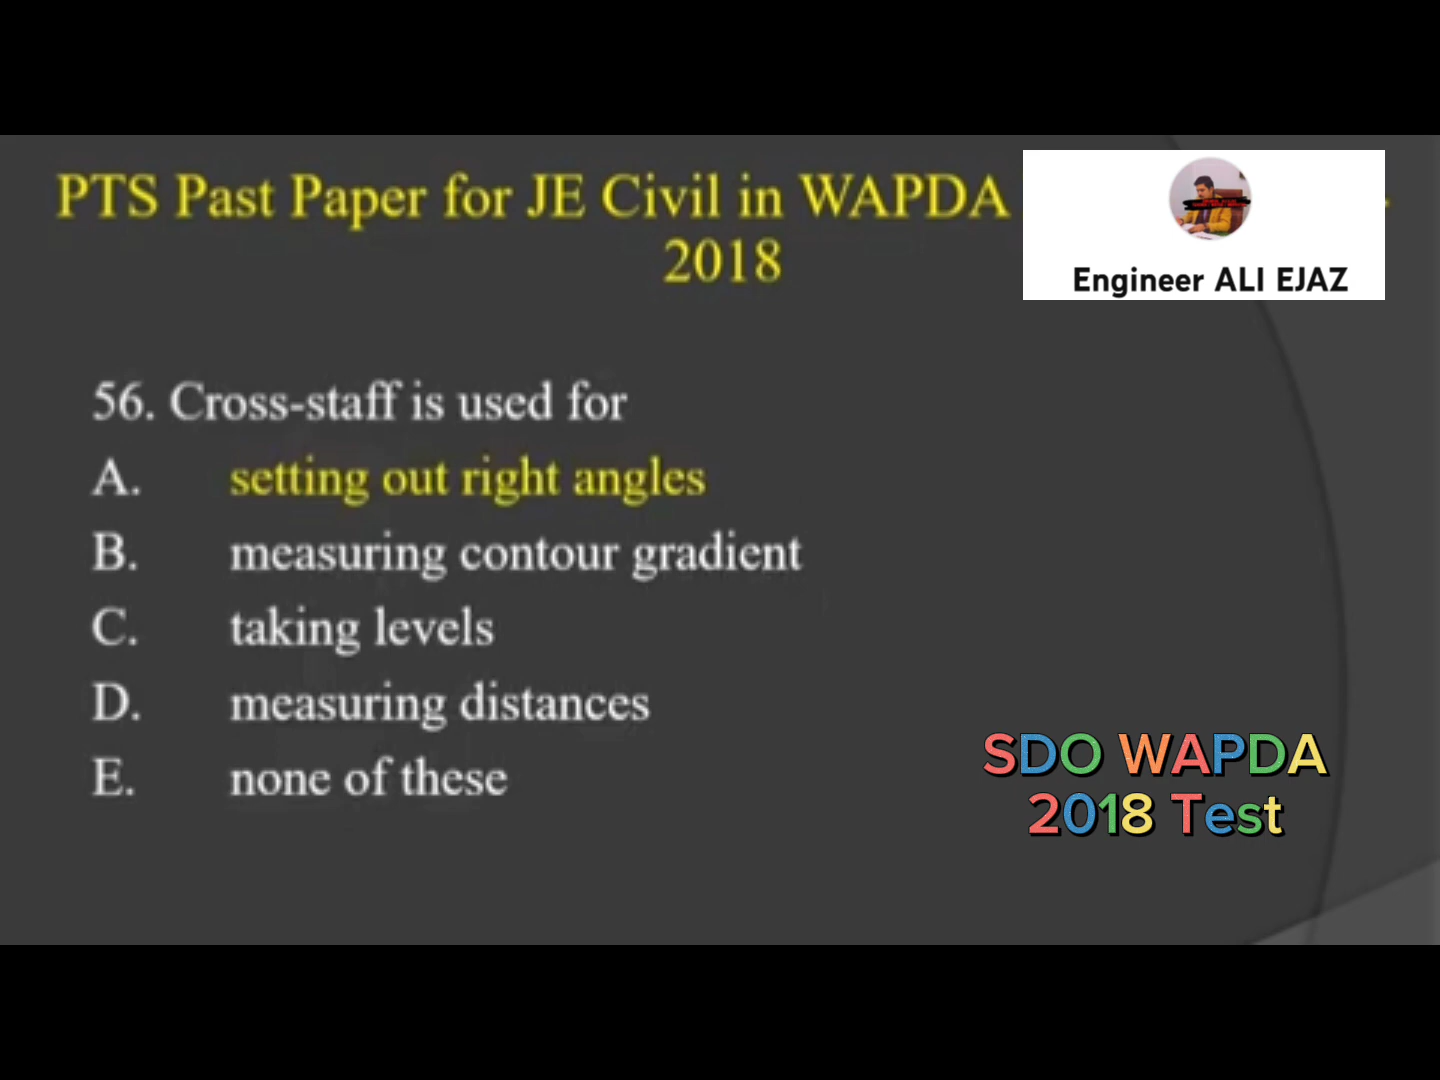 PTS Past Paper for JE Civil in WAPDA
2018
Engineer ALI EJAZ
56. Cross-staff is used for
A. setting out right angles
B. measuring contour gradient
C. taking levels
D. measuring distances
E. none of these
SDO WAPDA
2018 Test